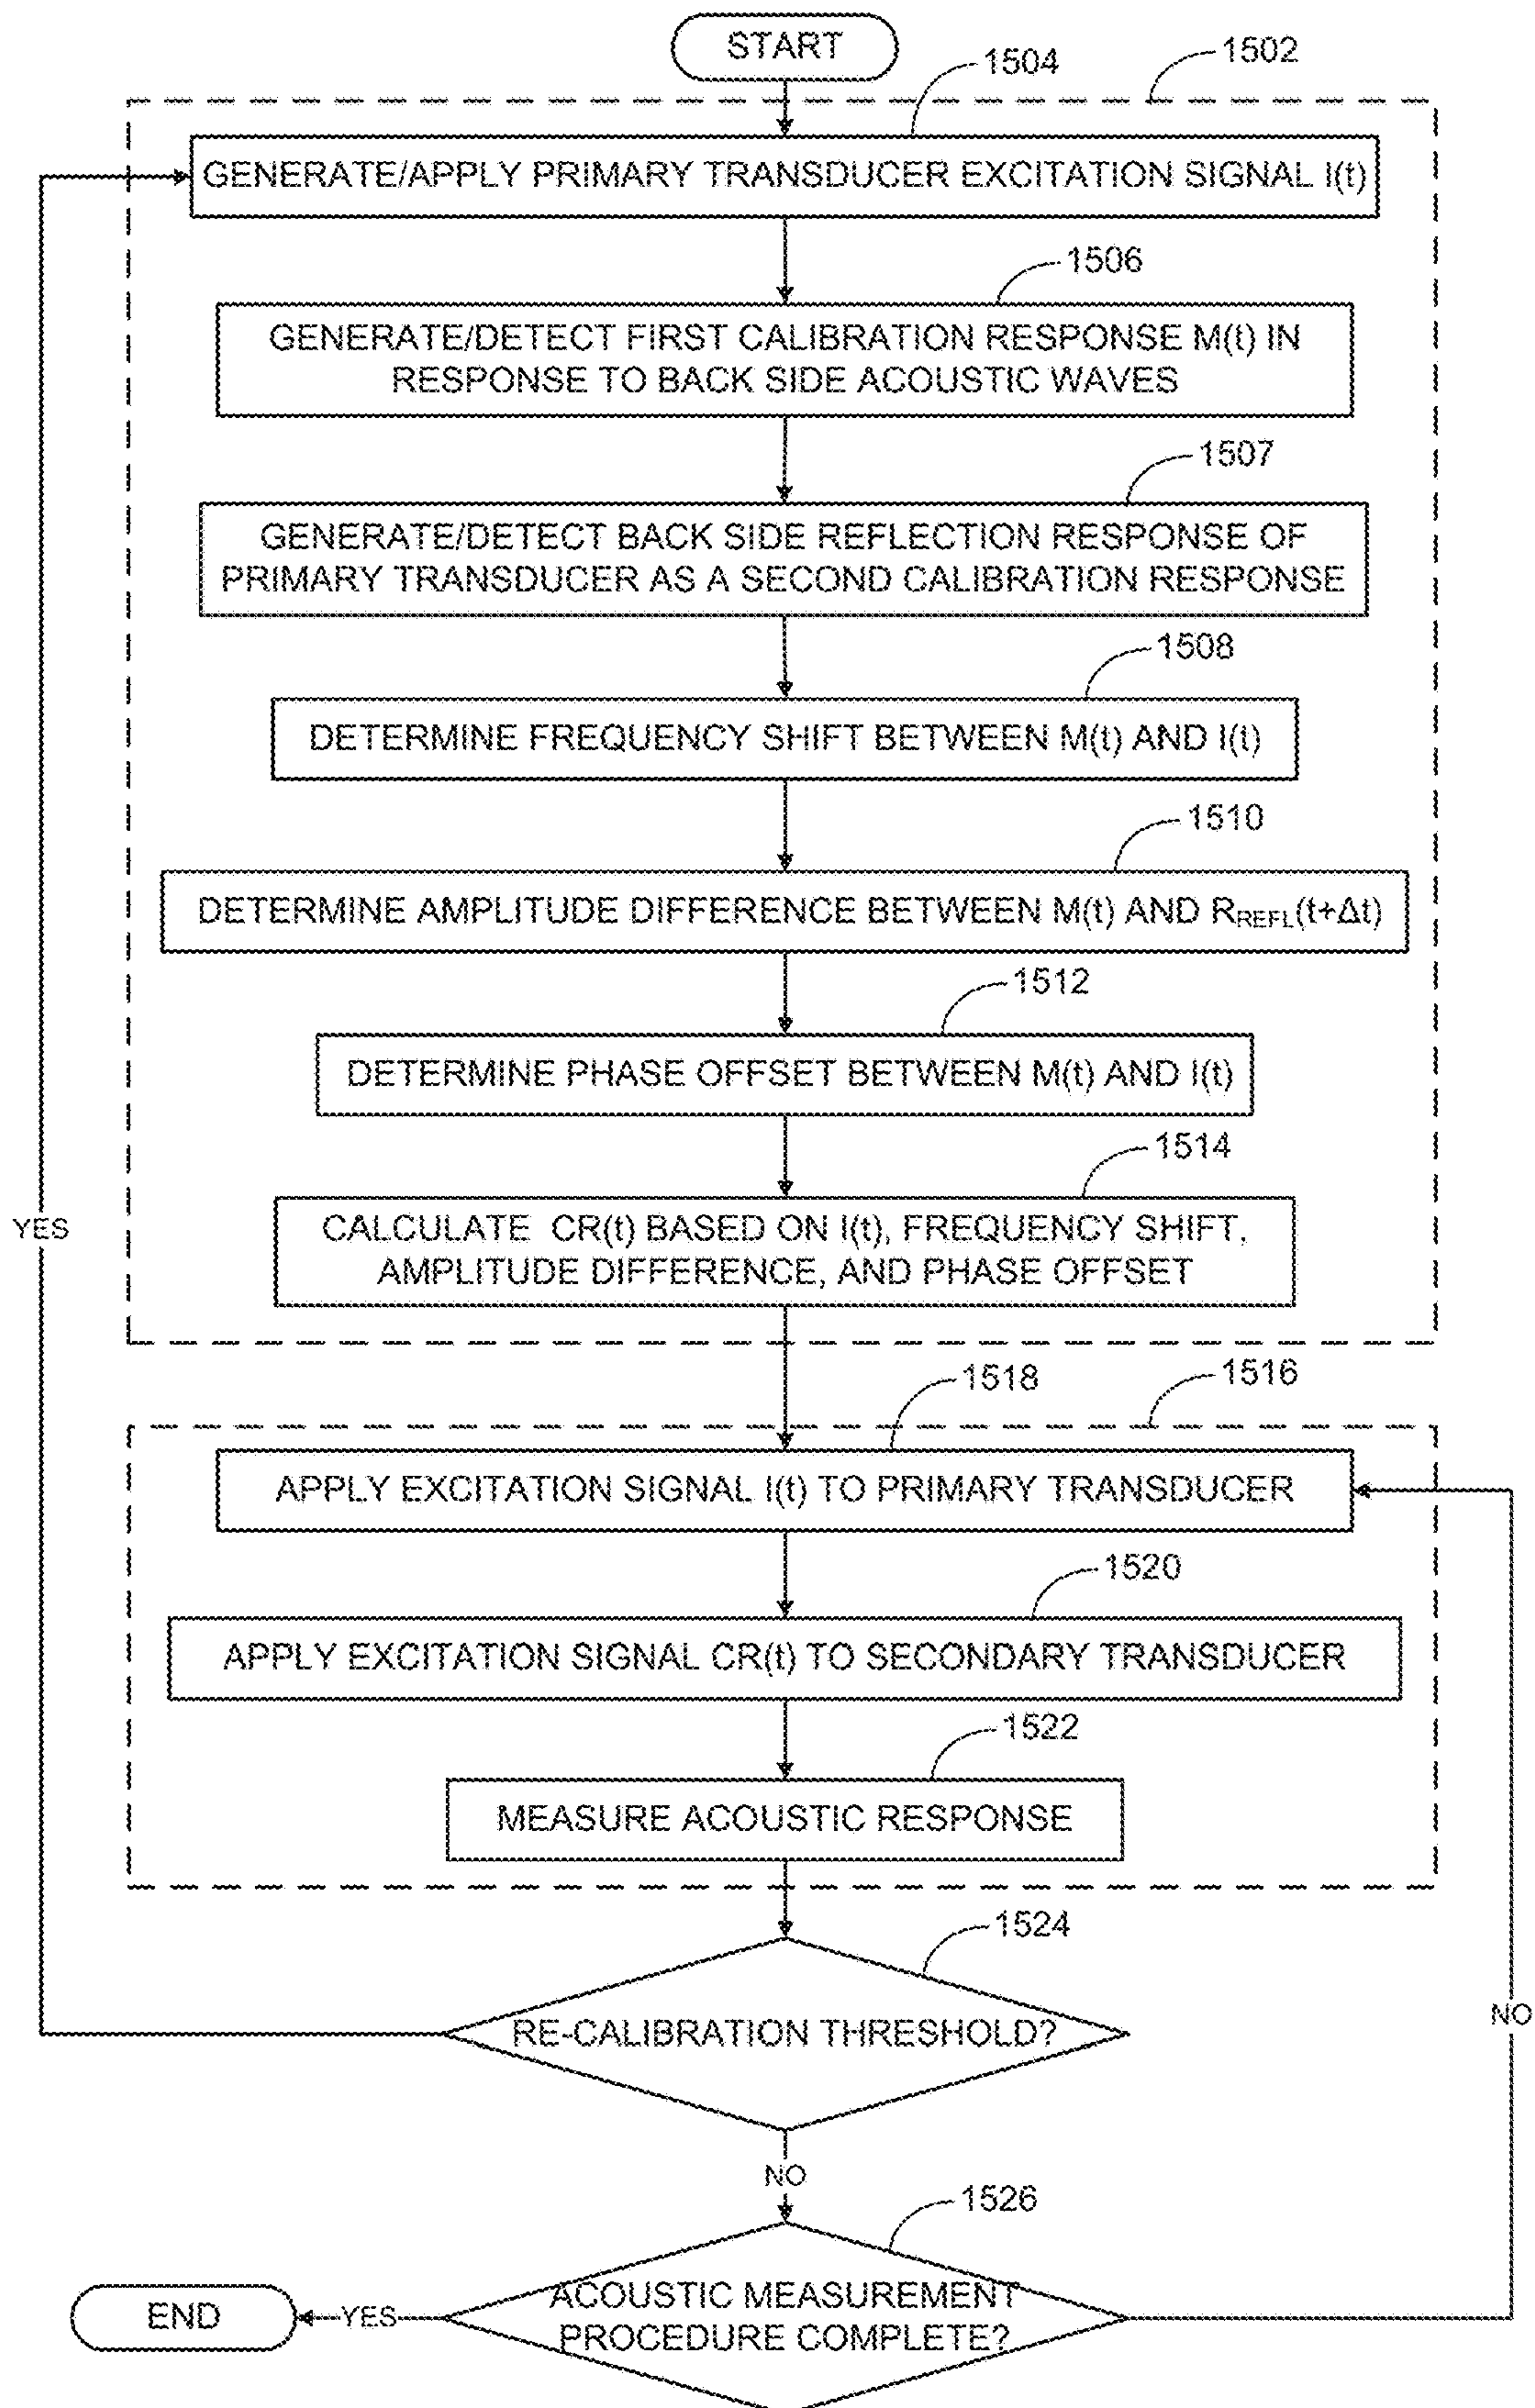 START
1502
1504
GENERATE/APPLY PRIMARY TRANSDUCER EXCITATION SIGNAL I(t)
1506
GENERATE/DETECT FIRST CALIBRATION RESPONSE M(t) IN
RESPONSE TO BACK SIDE ACOUSTIC WAVES
1507
GENERATE/DETECT BACK SIDE REFLECTION RESPONSE OF
PRIMARY TRANSDUCER AS A SECOND CALIBRATION RESPONSE
1508
DETERMINE FREQUENCY SHIFT BETWEEN M(t) AND I(t)
1510
DETERMINE AMPLITUDE DIFFERENCE BETWEEN M(t) AND RREFL(t+Δt)
1512
DETERMINE PHASE OFFSET BETWEEN M(t) AND I(t)
1514
CALCULATE CR(t) BASED ON I(t), FREQUENCY SHIFT,
AMPLITUDE DIFFERENCE, AND PHASE OFFSET
YES
1516
1518
APPLY EXCITATION SIGNAL I(t) TO PRIMARY TRANSDUCER
1520
APPLY EXCITATION SIGNAL CR(t) TO SECONDARY TRANSDUCER
1522
MEASURE ACOUSTIC RESPONSE
1524
RE-CALIBRATION THRESHOLD?
NO
NO
1526
ACOUSTIC MEASUREMENT
PROCEDURE COMPLETE?
YES
END